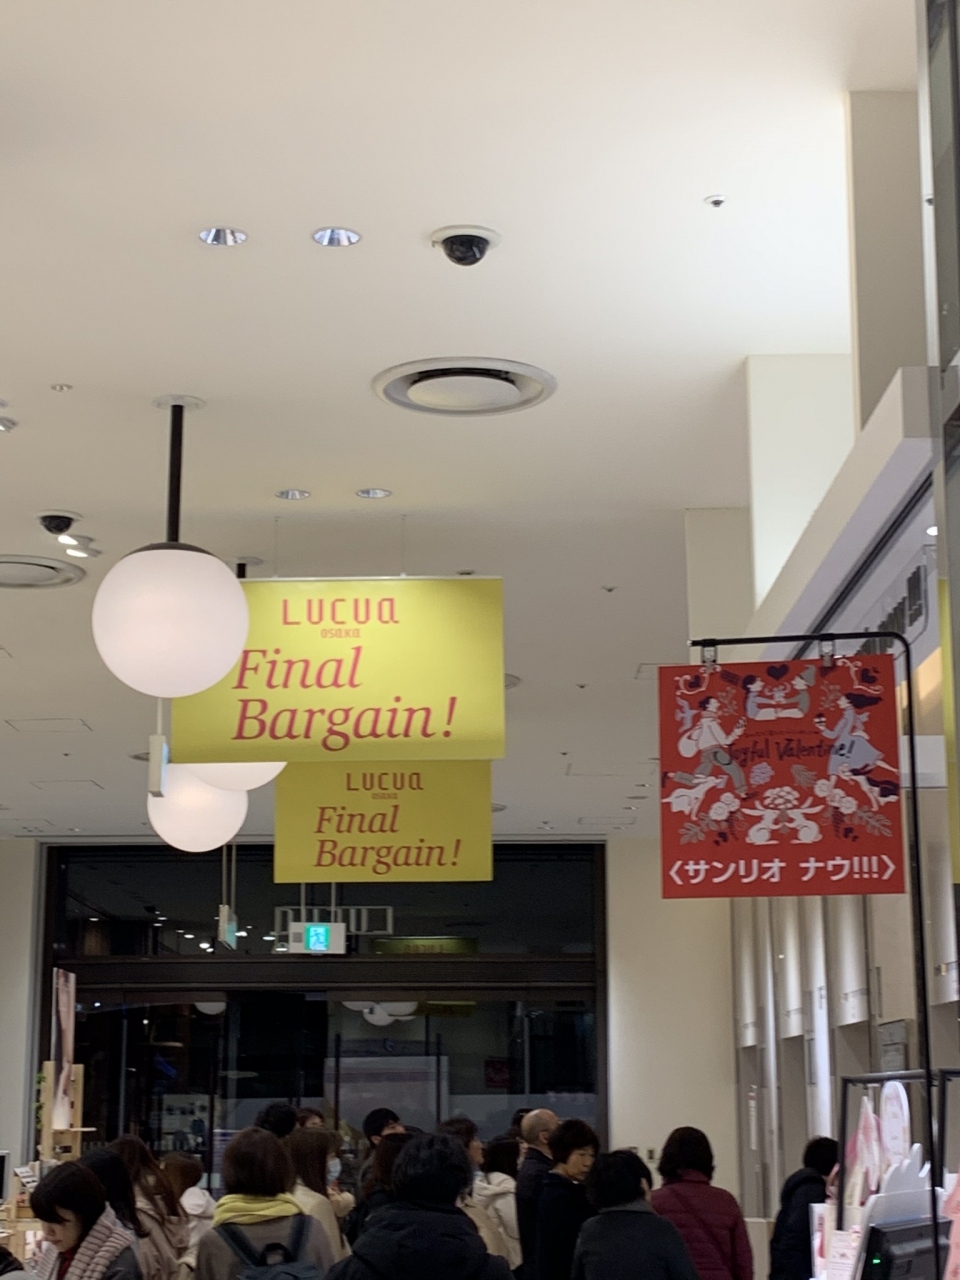 LUCUA
OSAKA
Final
Bargain!
LUCUA
OSAKA
Final
Bargain!
Joyful Valentine!
〈サンリオ ナウ!!!〉